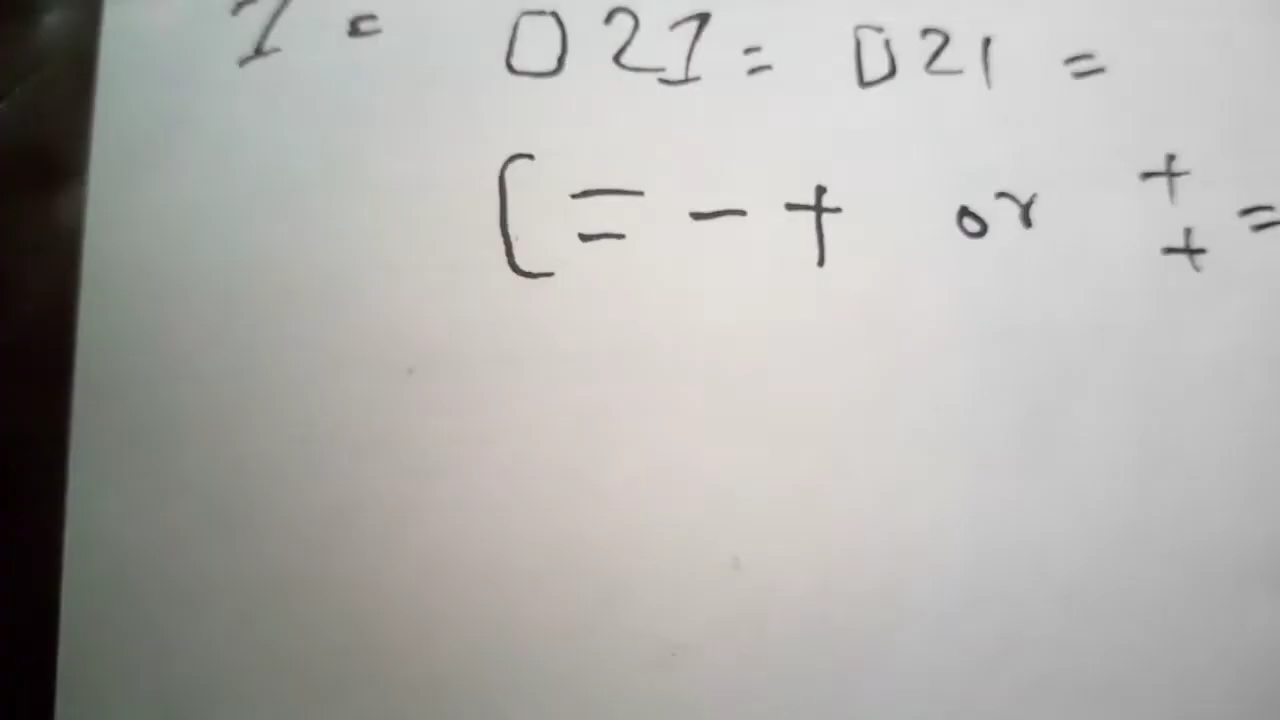 I = D2I = D21 =
( = - + or + + =